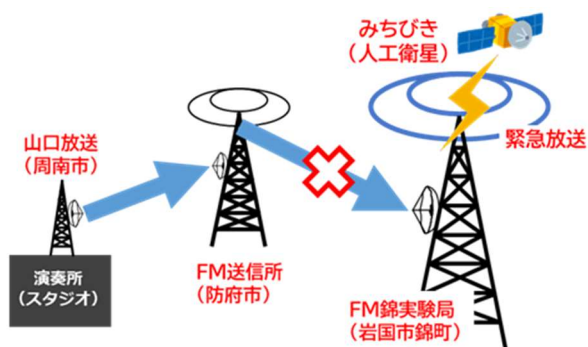 みちびき
（人工衛星）
緊急放送
山口放送
（周南市）
演奏所
（スタジオ）
FM送信所
（防府市）
FM錦実験局
（岩国市錦町）